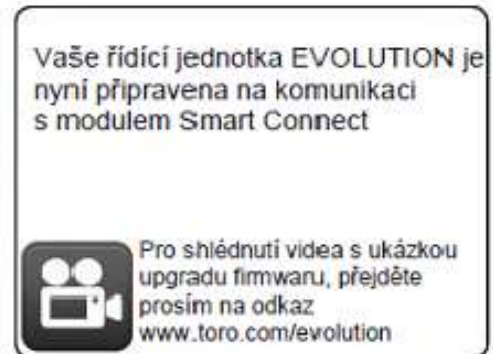 Vaše řídící jednotka EVOLUTION je
nyní připravena na komunikaci
s modulem Smart Connect
Pro shlédnutí videa s ukázkou
upgradu firmwaru, přejděte
prosím na odkaz
www.toro.com/evolution